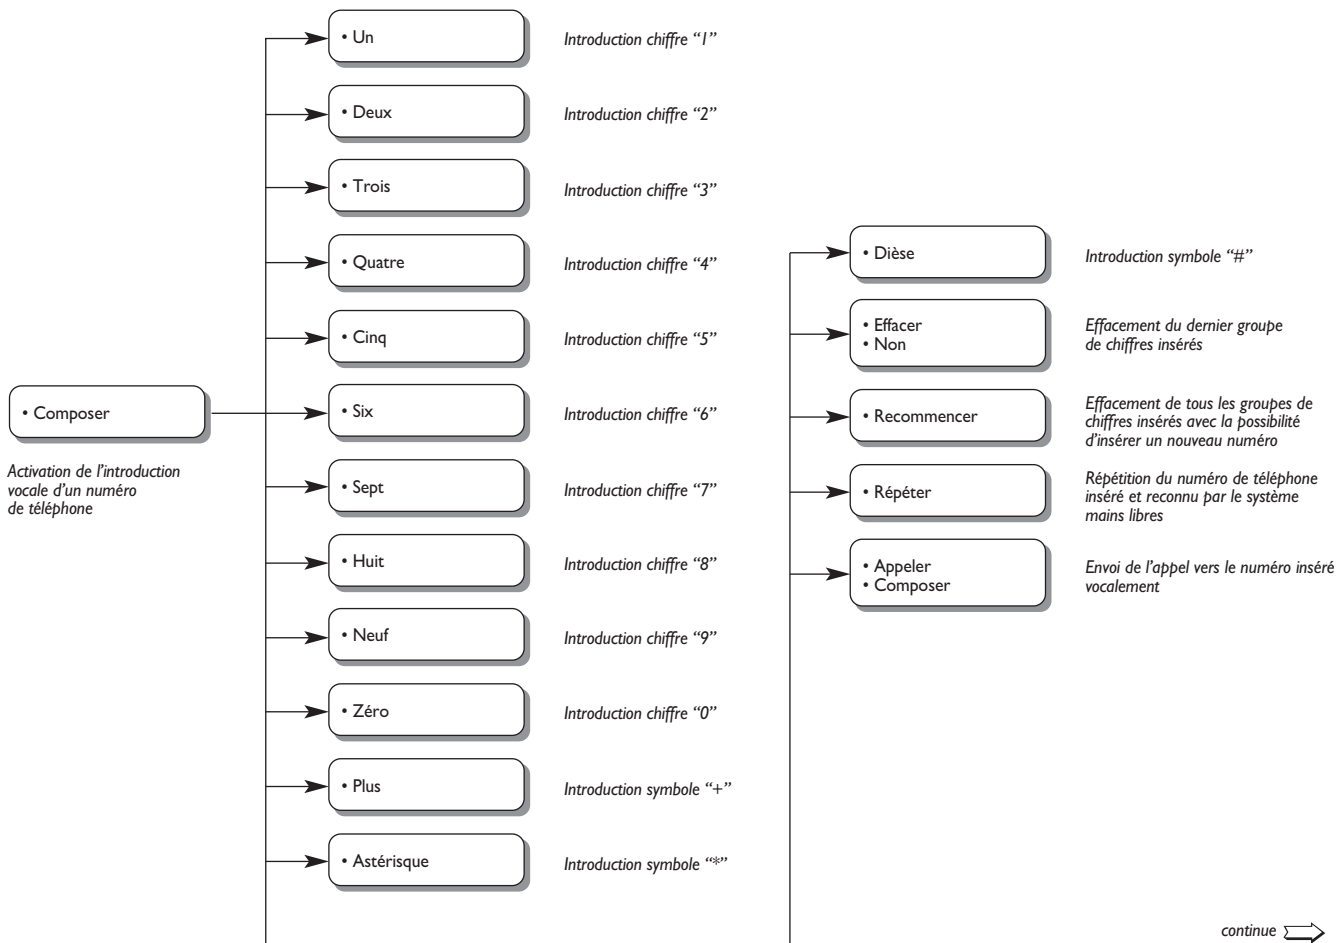 • Composer
Activation de l’introduction
vocale d’un numéro
de téléphone
• Un
Introduction chiffre “1”
• Deux
Introduction chiffre “2”
• Trois
Introduction chiffre “3”
• Quatre
Introduction chiffre “4”
• Cinq
Introduction chiffre “5”
• Six
Introduction chiffre “6”
• Sept
Introduction chiffre “7”
• Huit
Introduction chiffre “8”
• Neuf
Introduction chiffre “9”
• Zéro
Introduction chiffre “0”
• Plus
Introduction symbole “+”
• Astérisque
Introduction symbole “*”
• Dièse
Introduction symbole “#”
• Effacer
• Non
Effacement du dernier groupe
de chiffres insérés
• Recommencer
Effacement de tous les groupes de
chiffres insérés avec la possibilité
d’insérer un nouveau numéro
• Répéter
Répétition du numéro de téléphone
inséré et reconnu par le système
mains libres
• Appeler
• Composer
Envoi de l’appel vers le numéro inséré
vocalement
continue